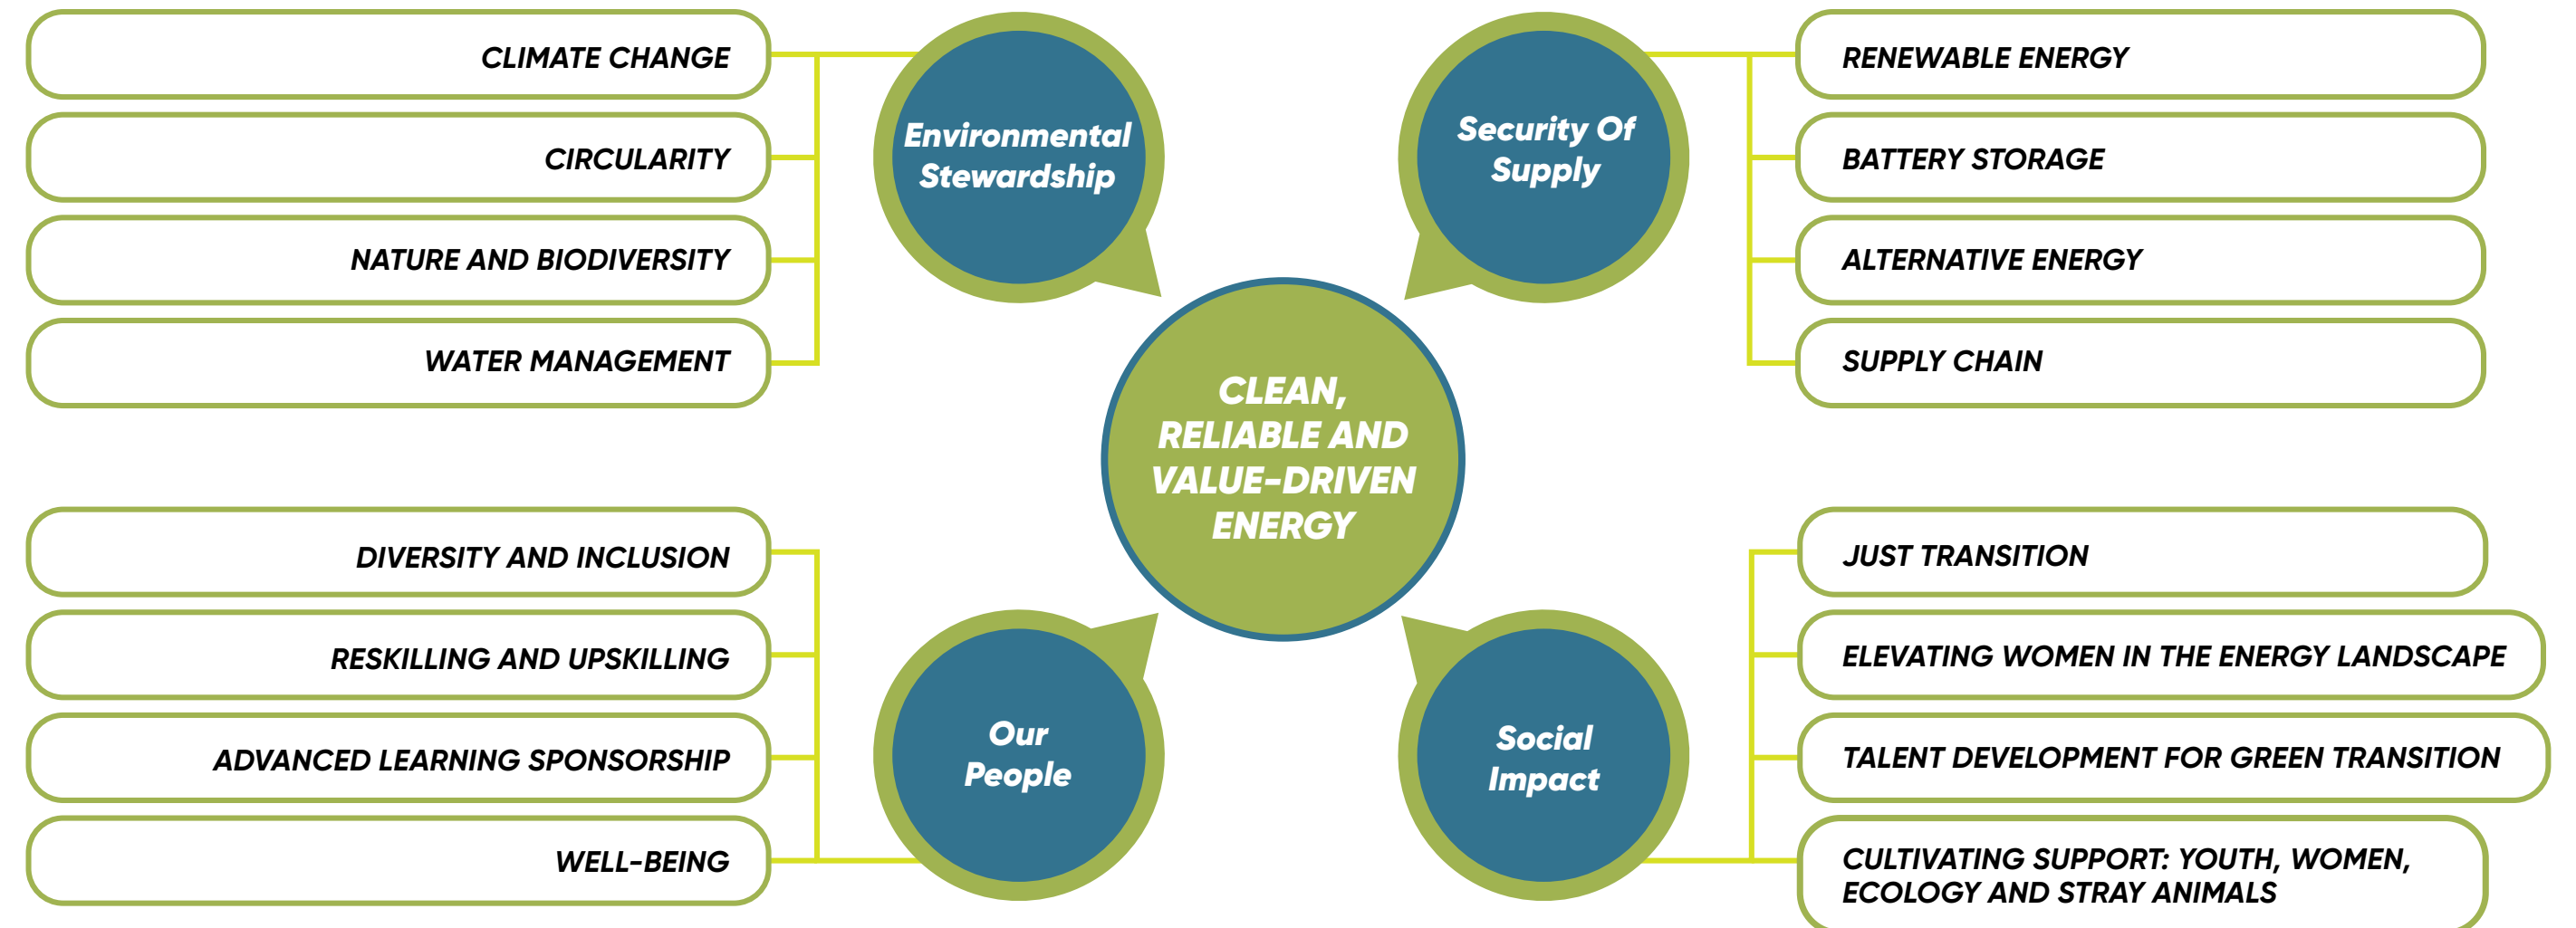 CLIMATE CHANGE
CIRCULARITY
NATURE AND BIODIVERSITY
WATER MANAGEMENT
Environmental
Stewardship
Security Of
Supply
RENEWABLE ENERGY
BATTERY STORAGE
ALTERNATIVE ENERGY
SUPPLY CHAIN
CLEAN,
RELIABLE AND
VALUE-DRIVEN
ENERGY
DIVERSITY AND INCLUSION
RESKILLING AND UPSKILLING
ADVANCED LEARNING SPONSORSHIP
WELL-BEING
Our
People
Social
Impact
JUST TRANSITION
ELEVATING WOMEN IN THE ENERGY LANDSCAPE
TALENT DEVELOPMENT FOR GREEN TRANSITION
CULTIVATING SUPPORT: YOUTH, WOMEN,
ECOLOGY AND STRAY ANIMALS